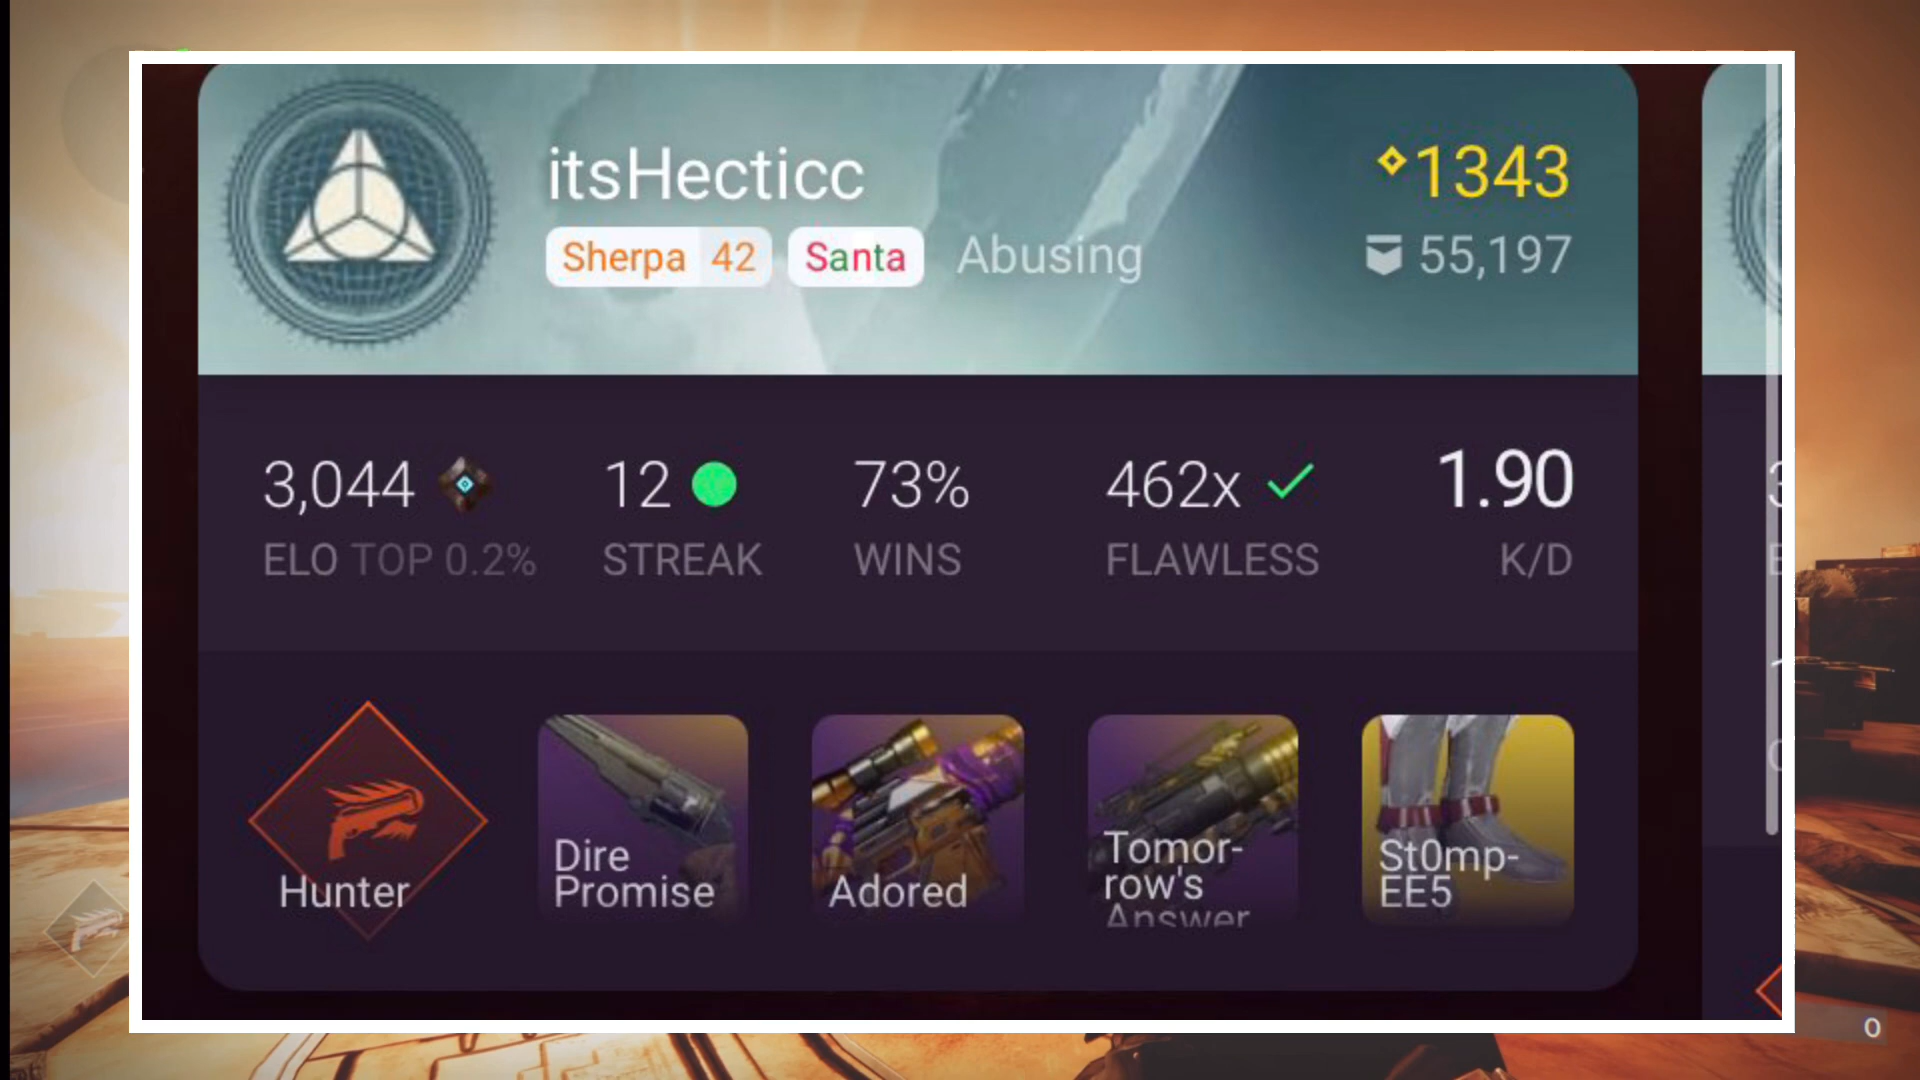 itsHecticc
1343
Sherpa 42 Santa Abusing
55,197
3,044 12 73% 462x 1.90
ELO TOP 0.2% STREAK WINS FLAWLESS K/D
Hunter
Dire
Promise
Adored
Tomor-
row's
Answer
St0mp-
EE5
0